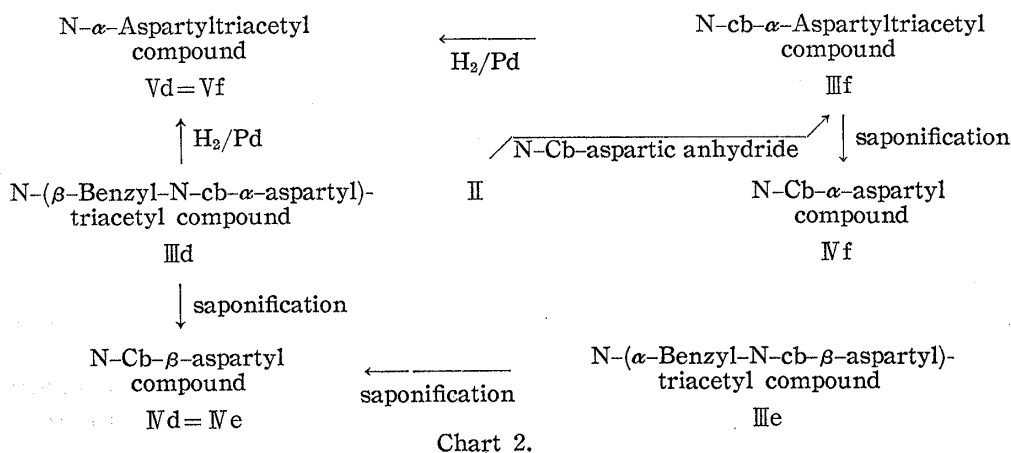 N–α–Aspartyltriacetyl
compound
Vd=Vf
H₂/Pd
N–cb–α–Aspartyltriacetyl
compound
Ⅲf
H₂/Pd
N–Cb–aspartic anhydride
saponification
N–(β–Benzyl–N–cb–α–aspartyl)–
triacetyl compound
Ⅲd
Ⅱ
N–Cb–α–aspartyl
compound
Ⅳf
saponification
N–Cb–β–aspartyl
compound
Ⅳd=Ⅳe
saponification
N–(α–Benzyl–N–cb–β–aspartyl)–
triacetyl compound
Ⅲe
Chart 2.